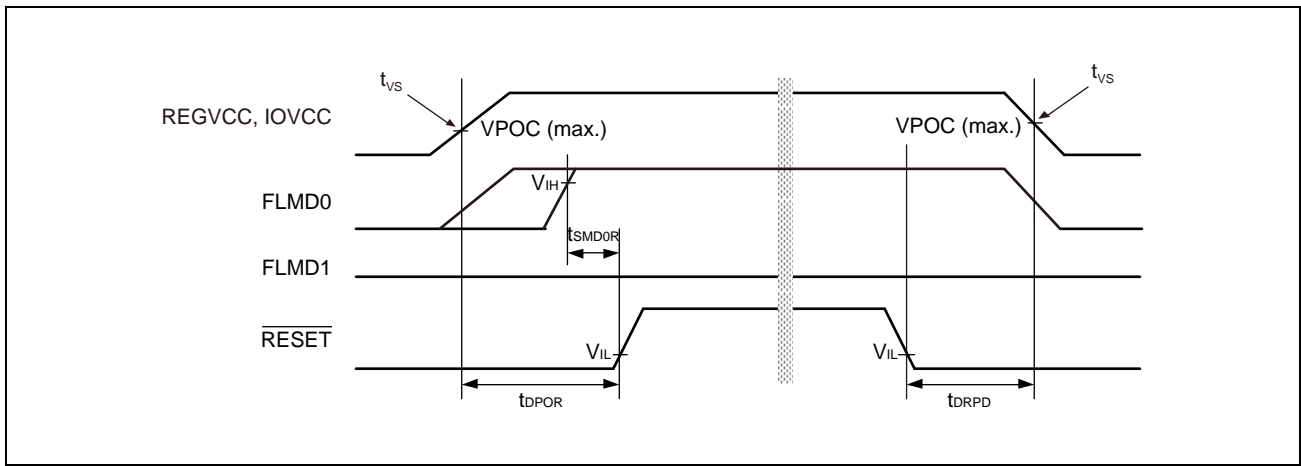 tVS
tVS
REGVCC, IOVCC
VPOC (max.)
VPOC (max.)
VIH
FLMD0
tSMD0R
FLMD1
RESET
VIL
VIL
tDPOR
tDRPD